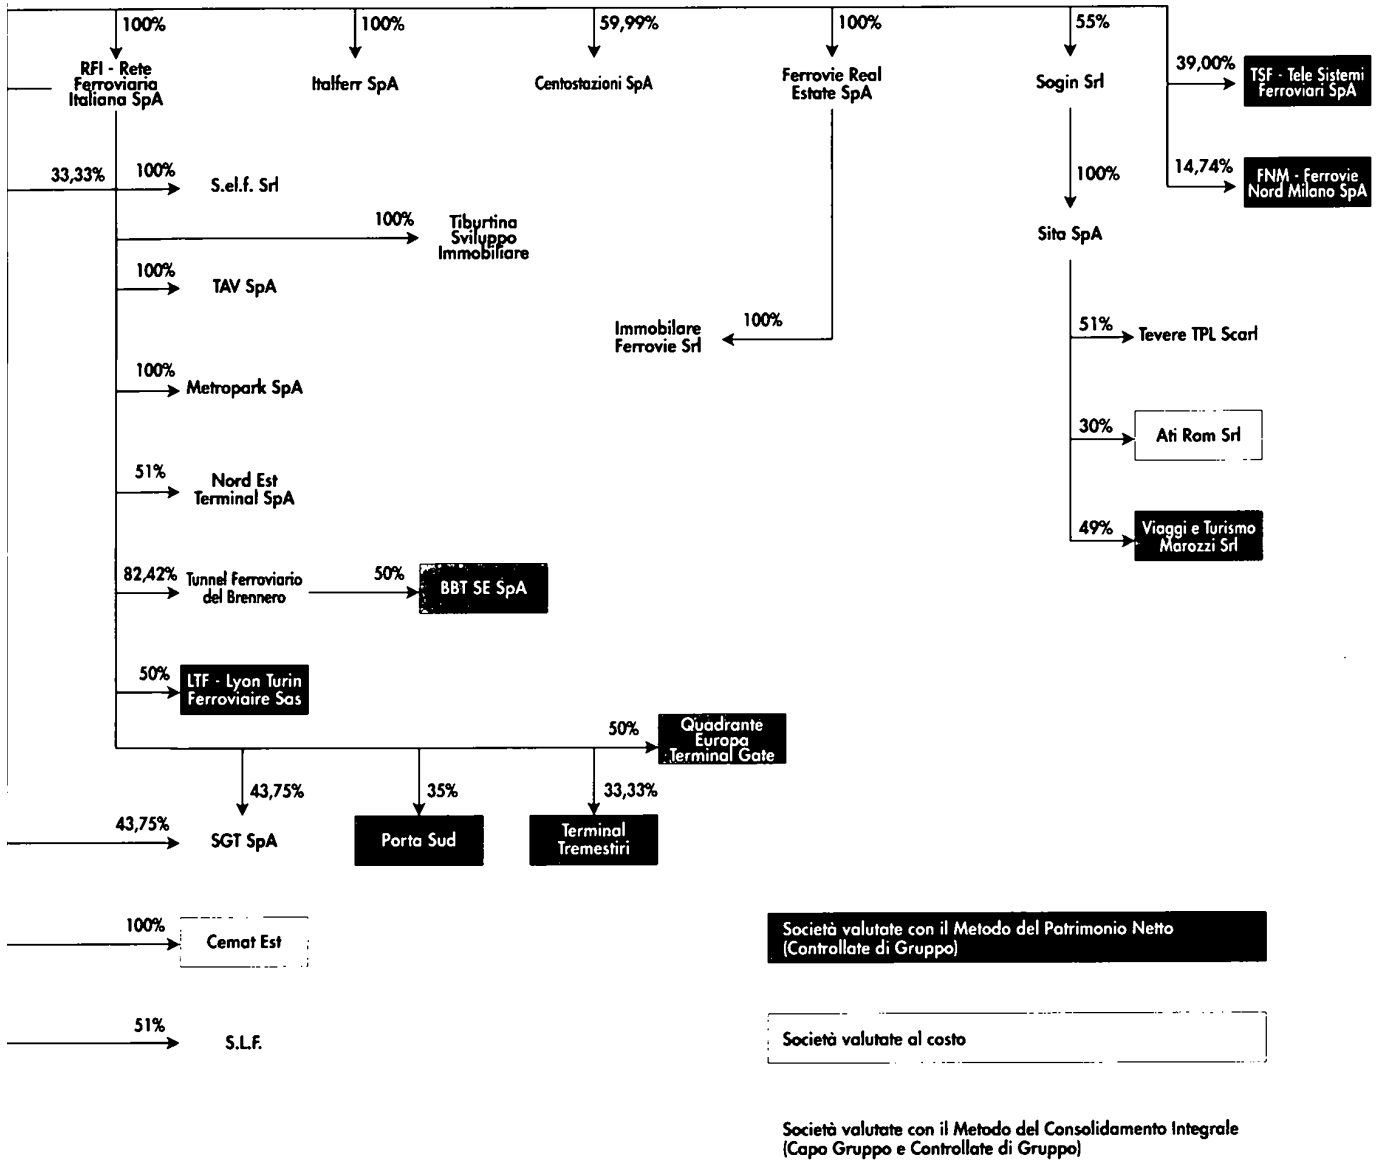 100%
100%
59,99%
100%
55%
RFI - Rete
Ferroviaria
Italiana SpA
Italferr SpA
Centostazioni SpA
Ferrovie Real
Estate SpA
Sogin Srl
39,00%
TSF - Tele Sistemi
Ferroviari SpA
33,33%
100%
S.el.f. Srl
100%
14,74%
FNM - Ferrovie
Nord Milano SpA
100%
Tiburtina
Sviluppo
Immobiliare
Sita SpA
100%
TAV SpA
Immobilare
Ferrovie Srl
100%
51%
Tevere TPL Scarl
100%
Metropark SpA
30%
Ati Rom Srl
51%
Nord Est
Terminal SpA
49%
Viaggi e Turismo
Marozzi Srl
82,42%
Tunnel Ferroviario
del Brennero
50%
BBT SE SpA
50%
LTF - Lyon Turin
Ferroviaire Sas
50%
Quadrante
Europa
Terminal Gate
43,75%
35%
33,33%
43,75%
SGT SpA
Porta Sud
Terminal
Tremestiri
100%
Cemat Est
Società valutate con il Metodo del Patrimonio Netto
(Controllate di Gruppo)
51%
S.L.F.
Società valutate al costo
Società valutate con il Metodo del Consolidamento Integrale
(Capo Gruppo e Controllate di Gruppo)